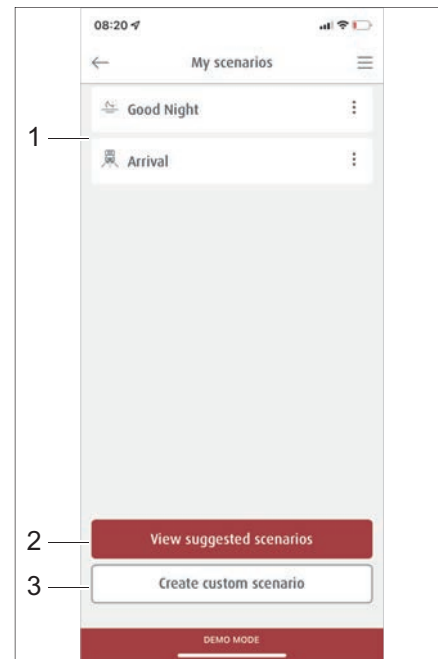 08:20
My scenarios
1
Good Night
Arrival
2
View suggested scenarios
3
Create custom scenario
DEMO MODE